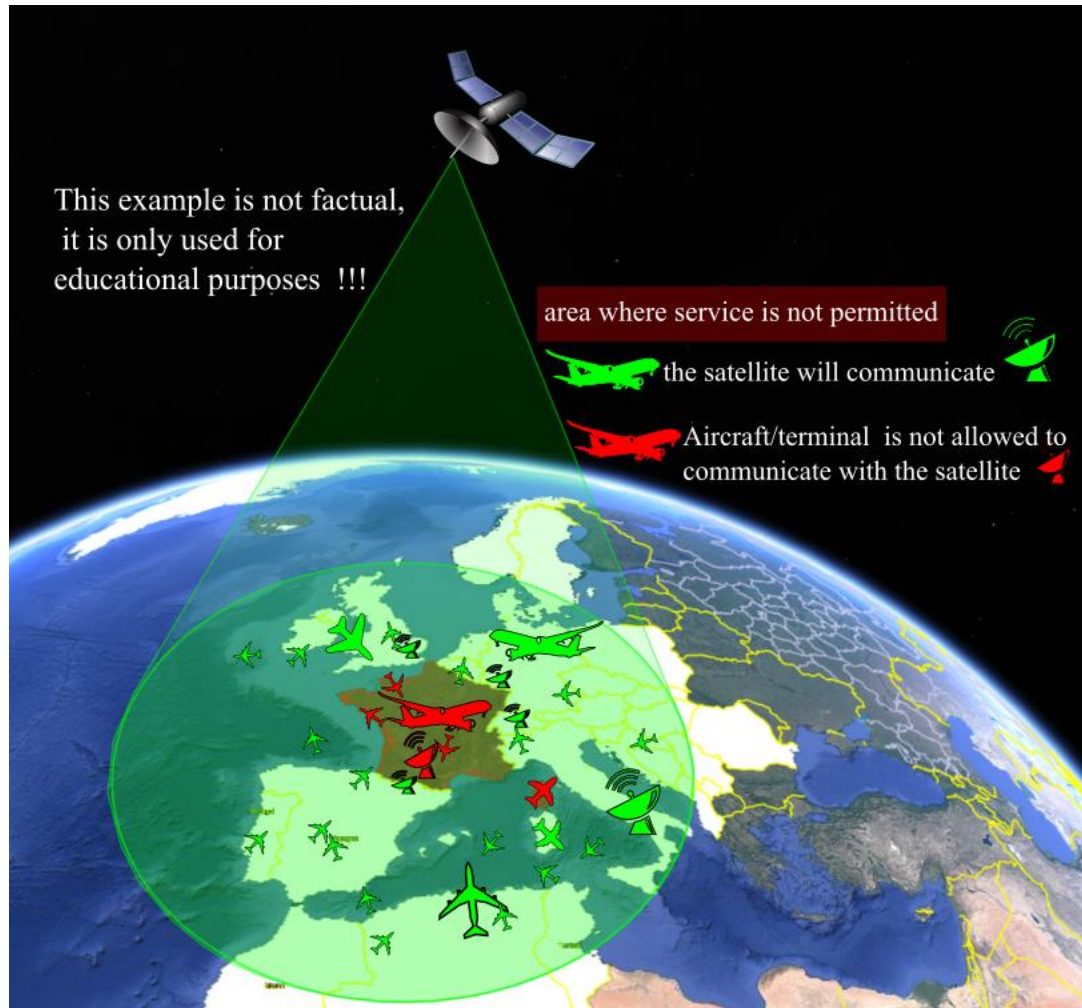 This example is not factual,
it is only used for
educational purposes !!!
area where service is not permitted
the satellite will communicate
Aircraft/terminal is not allowed to
communicate with the satellite